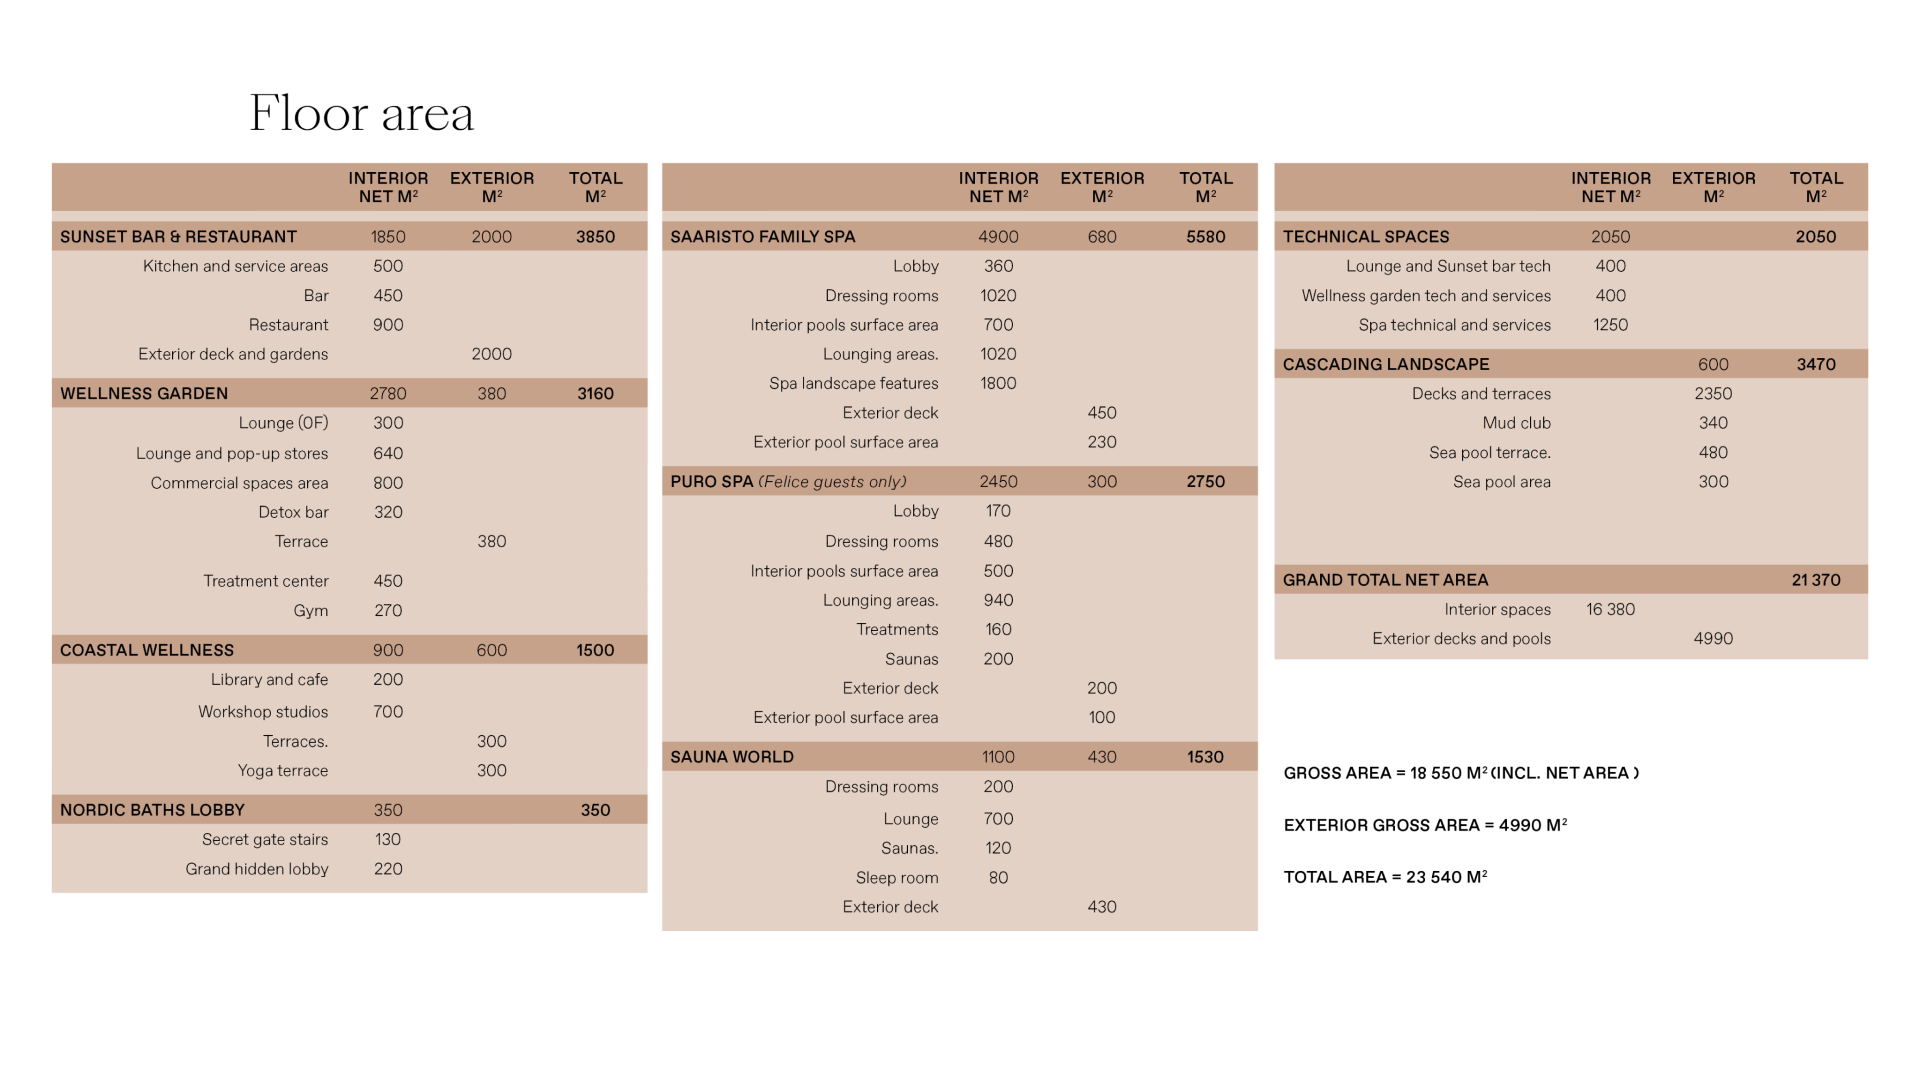 Floor area
INTERIOR NET M² EXTERIOR M² TOTAL M²
SUNSET BAR & RESTAURANT 1850 2000 3850
Kitchen and service areas 500
Bar 450
Restaurant 900
Exterior deck and gardens 2000
WELLNESS GARDEN 2780 380 3160
Lounge (0F) 300
Lounge and pop-up stores 640
Commercial spaces area 800
Detox bar 320
Terrace 380
Treatment center 450
Gym 270
COASTAL WELLNESS 900 600 1500
Library and cafe 200
Workshop studios 700
Terraces. 300
Yoga terrace 300
NORDIC BATHS LOBBY 350 350
Secret gate stairs 130
Grand hidden lobby 220
INTERIOR NET M² EXTERIOR M² TOTAL M²
SAARISTO FAMILY SPA 4900 680 5580
Lobby 360
Dressing rooms 1020
Interior pools surface area 700
Lounging areas. 1020
Spa landscape features 1800
Exterior deck 450
Exterior pool surface area 230
PURO SPA (Felice guests only) 2450 300 2750
Lobby 170
Dressing rooms 480
Interior pools surface area 500
Lounging areas. 940
Treatments 160
Saunas 200
Exterior deck 200
Exterior pool surface area 100
SAUNA WORLD 1100 430 1530
Dressing rooms 200
Lounge 700
Saunas. 120
Sleep room 80
Exterior deck 430
INTERIOR NET M² EXTERIOR M² TOTAL M²
TECHNICAL SPACES 2050 2050
Lounge and Sunset bar tech 400
Wellness garden tech and services 400
Spa technical and services 1250
CASCADING LANDSCAPE 600 3470
Decks and terraces 2350
Mud club 340
Sea pool terrace. 480
Sea pool area 300
GRAND TOTAL NET AREA 21 370
Interior spaces 16 380
Exterior decks and pools 4990
GROSS AREA = 18 550 M² (INCL. NET AREA )
EXTERIOR GROSS AREA = 4990 M²
TOTAL AREA = 23 540 M²